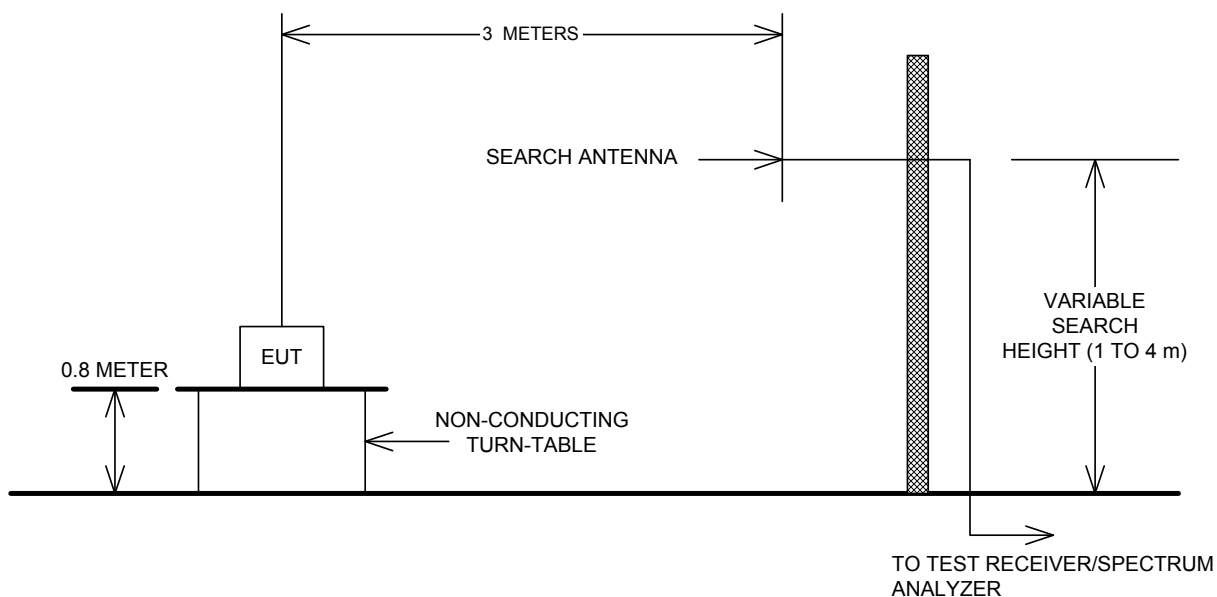 3 METERS
SEARCH ANTENNA
EUT
0.8 METER
VARIABLE
SEARCH
HEIGHT (1 TO 4 m)
NON-CONDUCTING
TURN-TABLE
TO TEST RECEIVER/SPECTRUM
ANALYZER